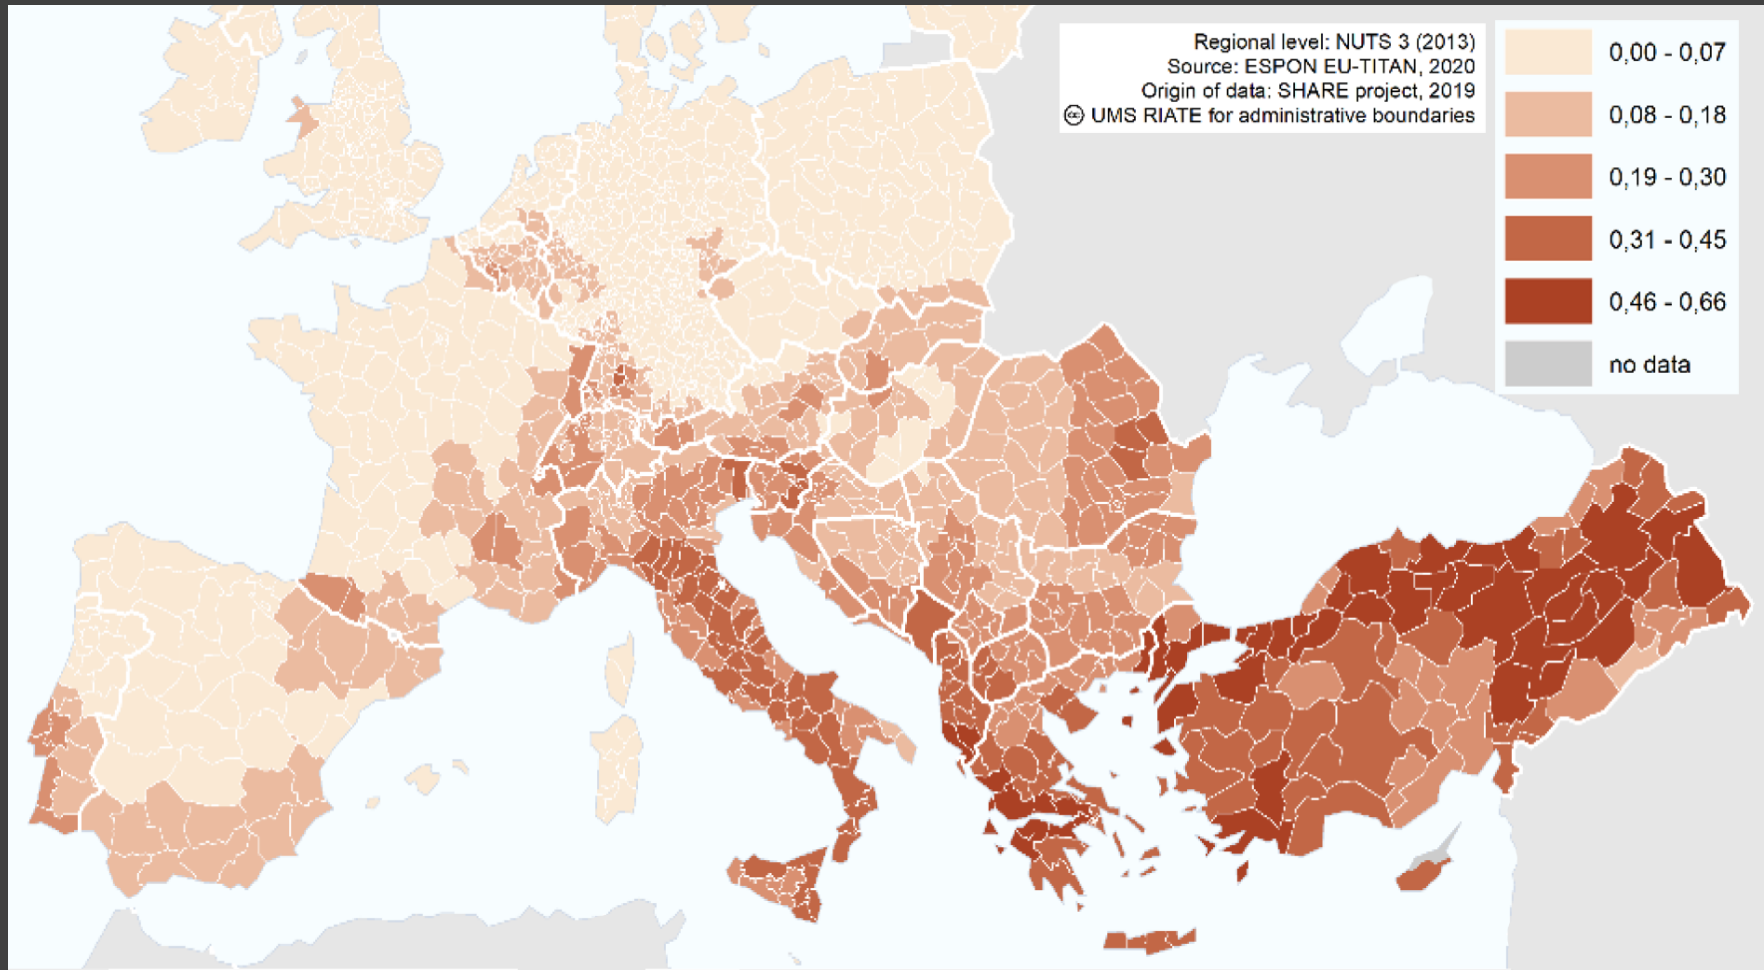 Regional level: NUTS 3 (2013)
Source: ESPON EU-TITAN, 2020
Origin of data: SHARE project, 2019
cc UMS RIATE for administrative boundaries
0,00 - 0,07
0,08 - 0,18
0,19 - 0,30
0,31 - 0,45
0,46 - 0,66
no data